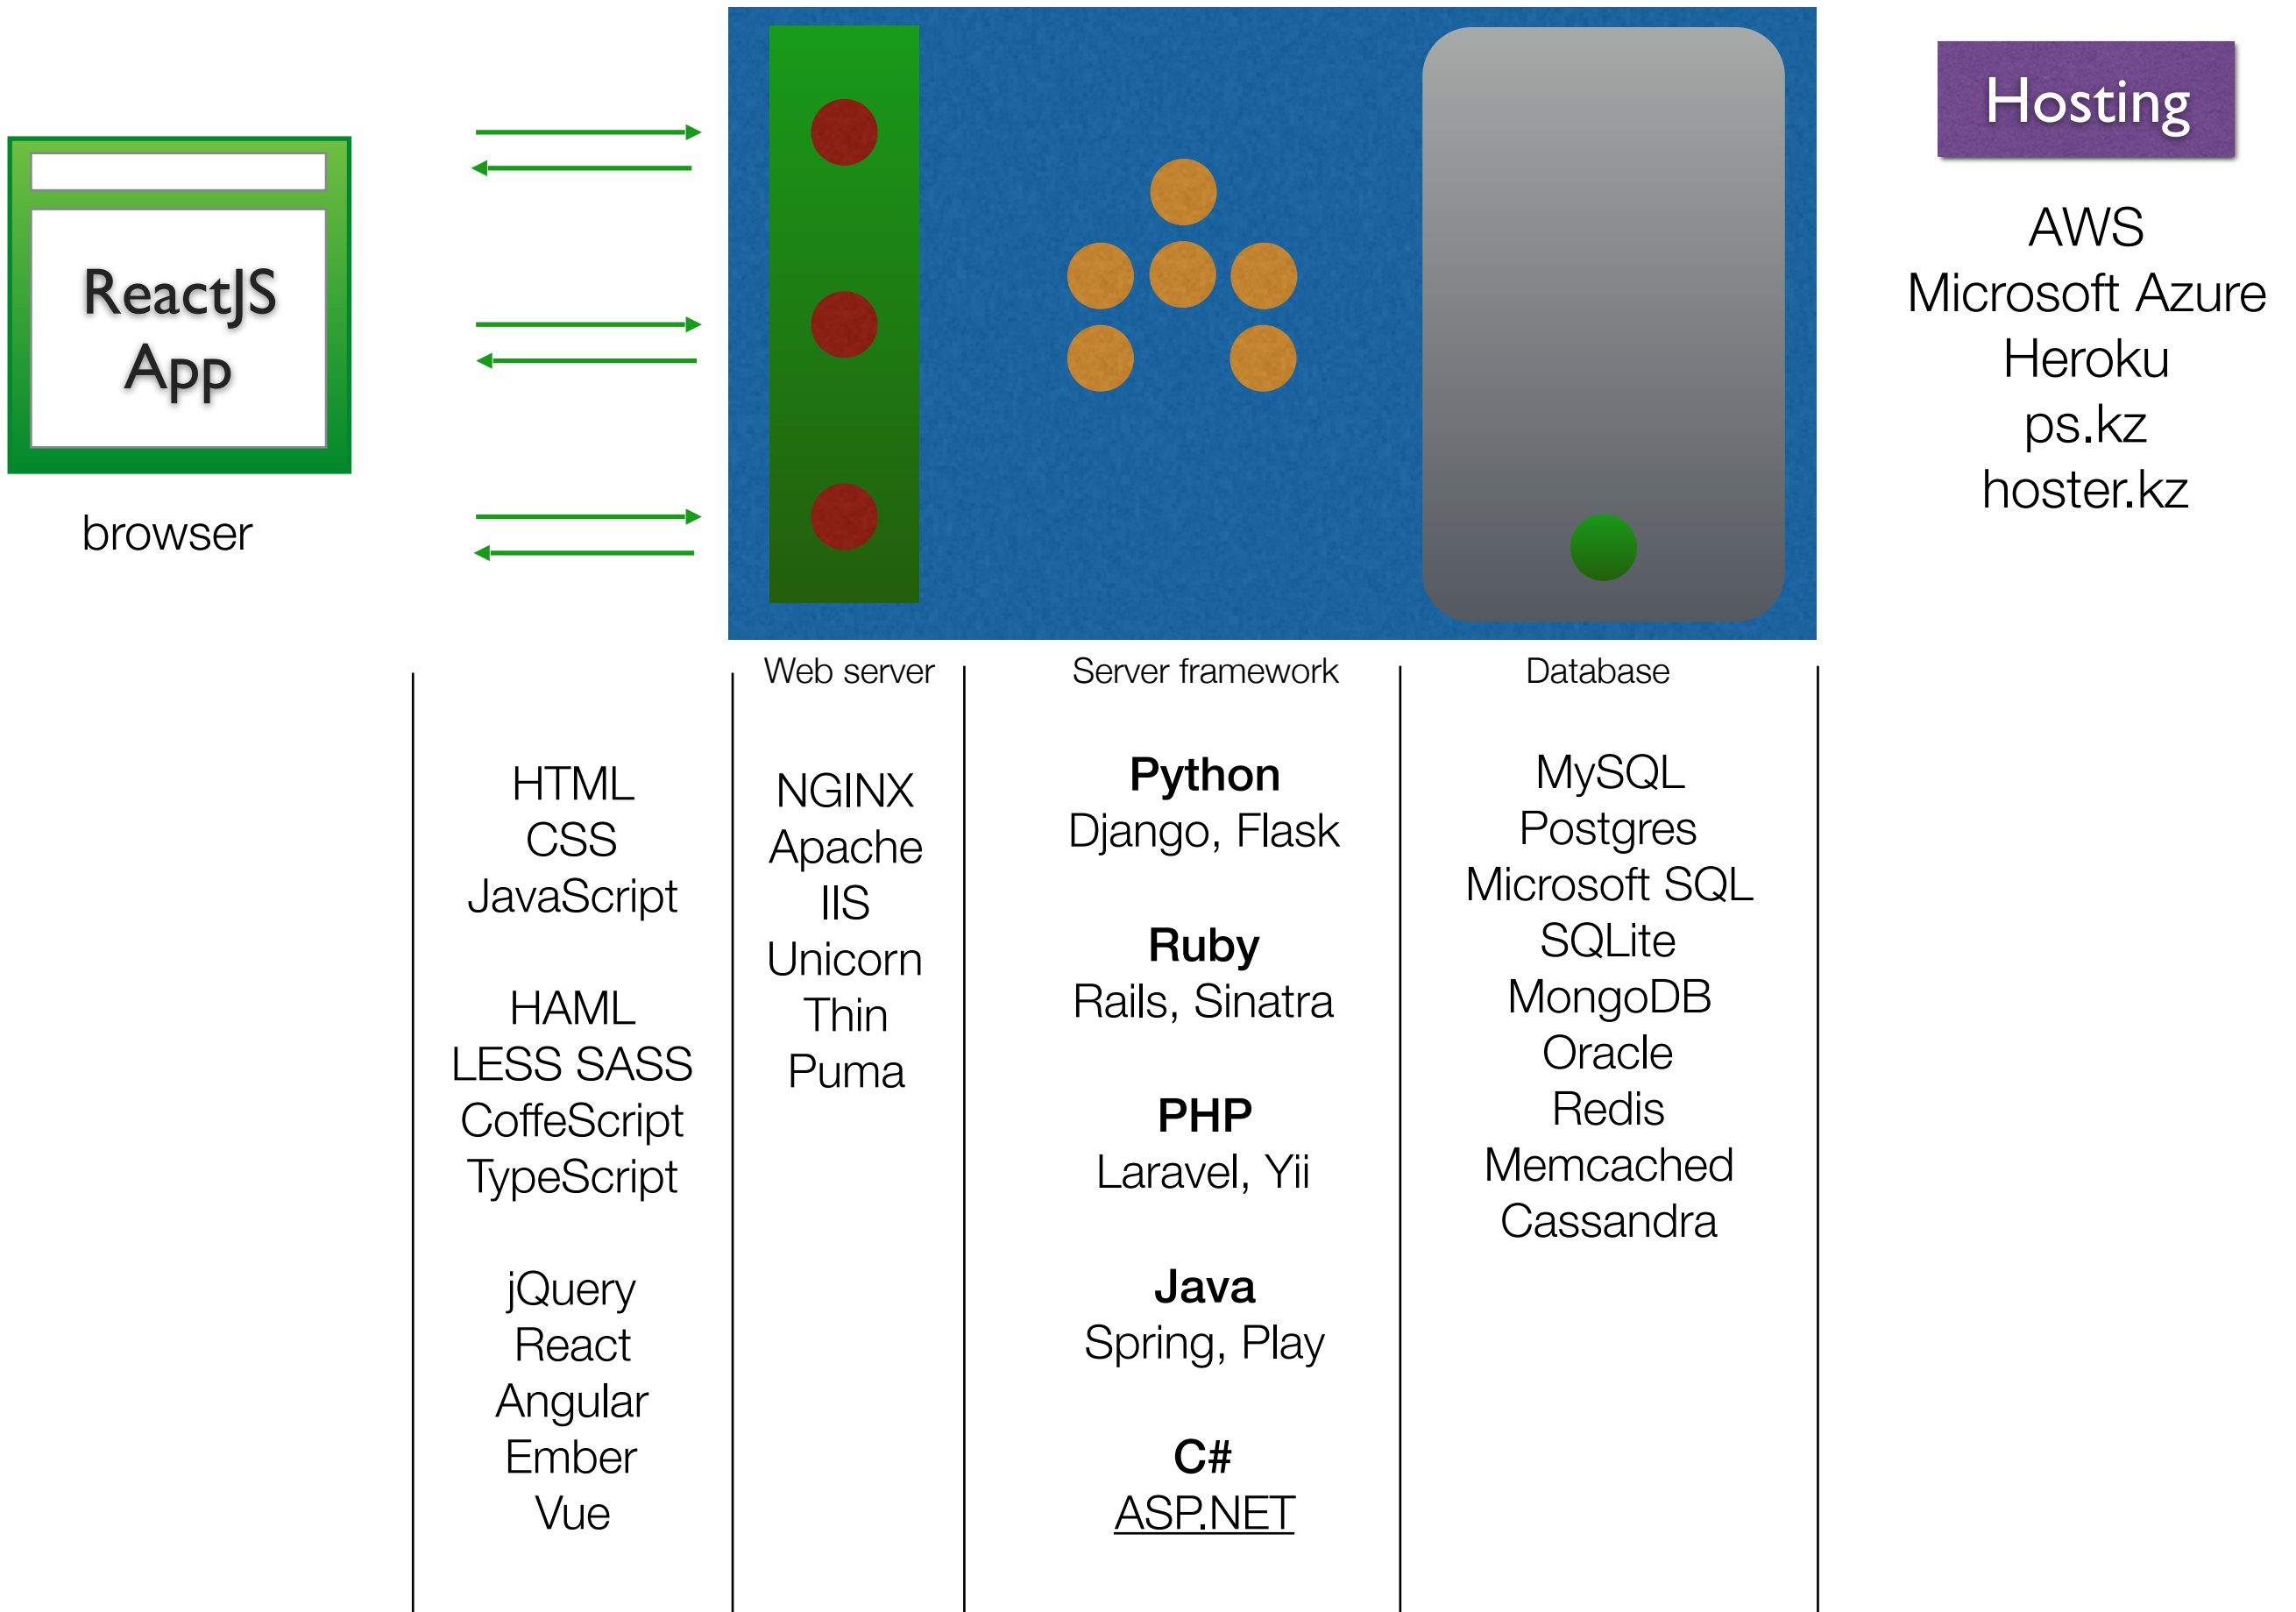 ReactJS
App
browser
Hosting
AWS
Microsoft Azure
Heroku
ps.kz
hoster.kz
HTML
CSS
JavaScript
HAML
LESS SASS
CoffeScript
TypeScript
jQuery
React
Angular
Ember
Vue
Web server
NGINX
Apache
IIS
Unicorn
Thin
Puma
Server framework
Python
Django, Flask
Ruby
Rails, Sinatra
PHP
Laravel, Yii
Java
Spring, Play
C#
ASP.NET
Database
MySQL
Postgres
Microsoft SQL
SQLite
MongoDB
Oracle
Redis
Memcached
Cassandra